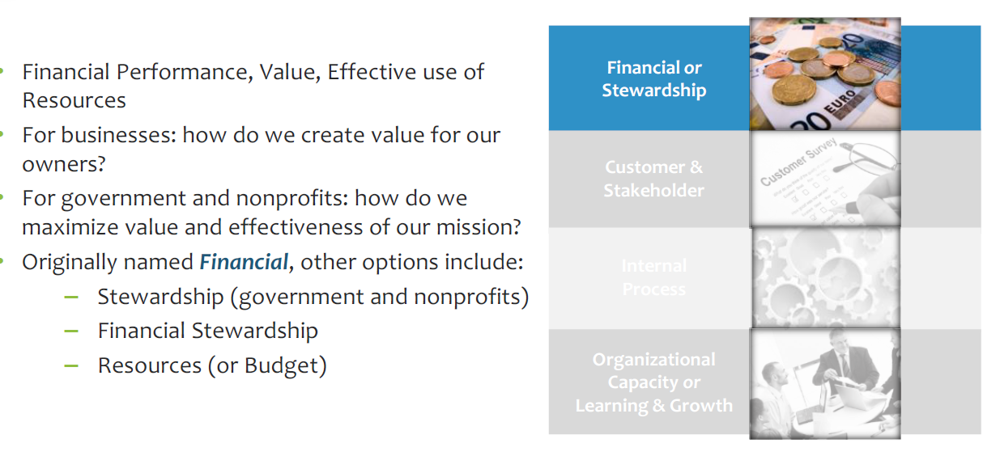 • Financial Performance, Value, Effective use of
Resources
• For businesses: how do we create value for our
owners?
• For government and nonprofits: how do we
maximize value and effectiveness of our mission?
• Originally named Financial, other options include:
– Stewardship (government and nonprofits)
– Financial Stewardship
– Resources (or Budget)
Financial or
Stewardship
20
EURO
20
Customer &
Stakeholder
Customer Survey
Internal
Process
Organizational
Capacity or
Learning & Growth